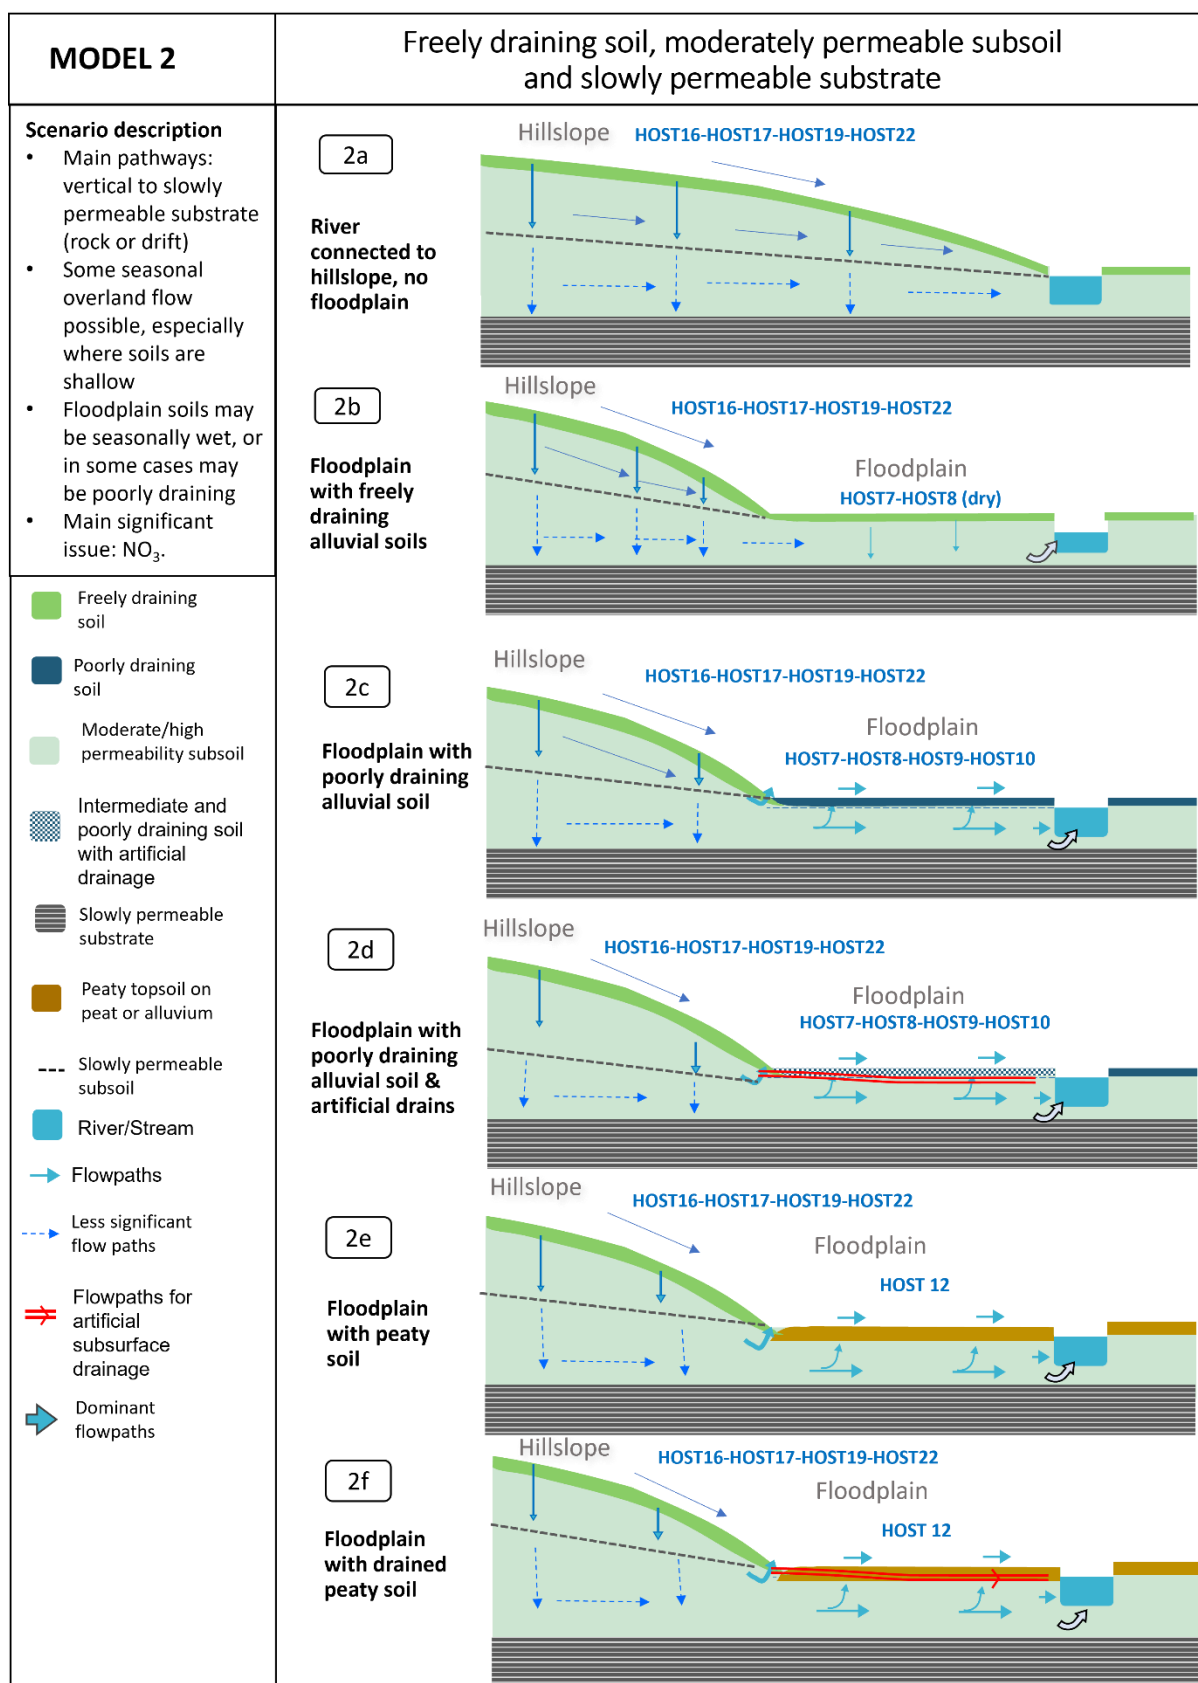 MODEL 2
Freely draining soil, moderately permeable subsoil
and slowly permeable substrate
Scenario description
• Main pathways:
vertical to slowly
permeable substrate
(rock or drift)
• Some seasonal
overland flow
possible, especially
where soils are
shallow
• Floodplain soils may
be seasonally wet, or
in some cases may
be poorly draining
• Main significant
issue: NO₃.
Freely draining
soil
Poorly draining
soil
Moderate/high
permeability subsoil
Intermediate and
poorly draining soil
with artificial
drainage
Slowly permeable
substrate
Peaty topsoil on
peat or alluvium
Slowly permeable
subsoil
River/Stream
Flowpaths
Less significant
flow paths
Flowpaths for
artificial
subsurface
drainage
Dominant
flowpaths
2a
River
connected to
hillslope, no
floodplain
Hillslope
HOST16-HOST17-HOST19-HOST22
2b
Floodplain
with freely
draining
alluvial soils
Hillslope
HOST16-HOST17-HOST19-HOST22
Floodplain
HOST7-HOST8 (dry)
2c
Floodplain with
poorly draining
alluvial soil
Hillslope
HOST16-HOST17-HOST19-HOST22
Floodplain
HOST7-HOST8-HOST9-HOST10
2d
Floodplain with
poorly draining
alluvial soil &
artificial drains
Hillslope
HOST16-HOST17-HOST19-HOST22
Floodplain
HOST7-HOST8-HOST9-HOST10
2e
Floodplain
with peaty
soil
Hillslope
HOST16-HOST17-HOST19-HOST22
Floodplain
HOST 12
2f
Floodplain
with drained
peaty soil
Hillslope
HOST16-HOST17-HOST19-HOST22
Floodplain
HOST 12